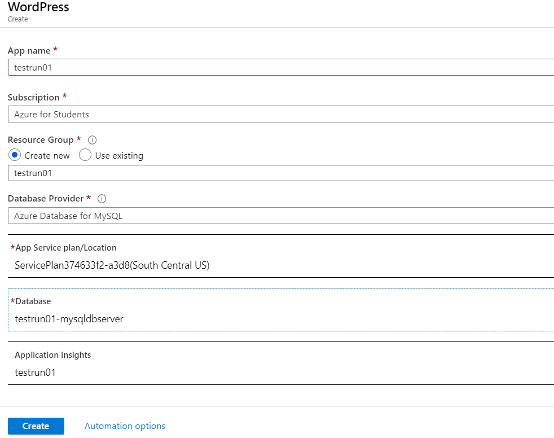 WordPress
Create
App name *
testrun01
Subscription *
Azure for Students
Resource Group *
Create new Use existing
testrun01
Database Provider *
Azure Database for MySQL
*App Service plan/Location
ServicePlan374633f2-a3d8(South Central US)
*Database
testrun01-mysqldbserver
Application Insights
testrun01
Create Automation options